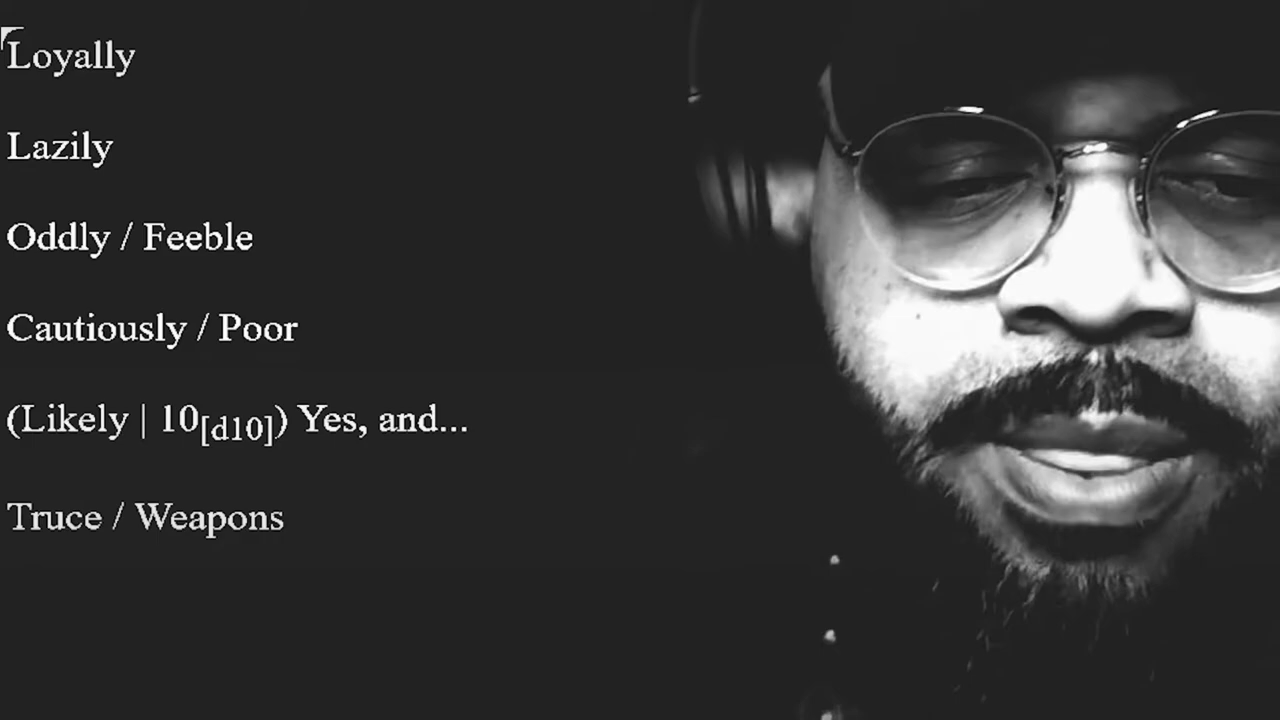 Loyally
Lazily
Oddly / Feeble
Cautiously / Poor
(Likely | 10[d10]) Yes, and...
Truce / Weapons